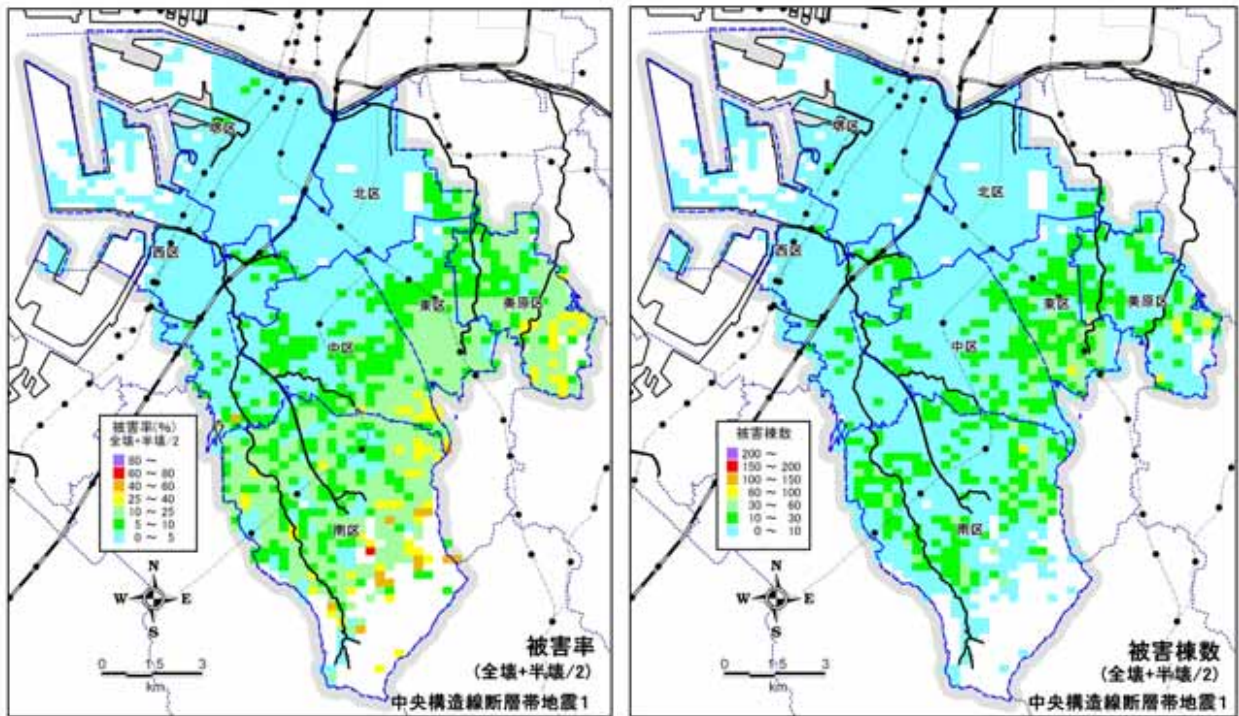 堺区
北区
西区
東区
美原区
中区
南区
被害率(%)
全壊+半壊/2
80 ~
60 ~ 80
40 ~ 60
25 ~ 40
10 ~ 25
5 ~ 10
0 ~ 5
N
W E
S
0 1.5 3
km
被害率
(全壊+半壊/2)
中央構造線断層帯地震1
堺区
北区
西区
東区
美原区
中区
南区
被害棟数
200 ~
150 ~ 200
100 ~ 150
60 ~ 100
30 ~ 60
10 ~ 30
0 ~ 10
N
W E
S
0 1.5 3
km
被害棟数
(全壊+半壊/2)
中央構造線断層帯地震1